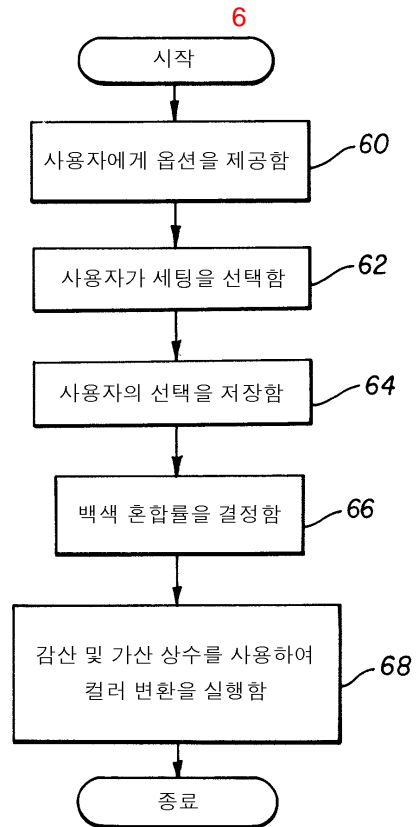 6
시작
사용자에게 옵션을 제공함
60
사용자가 세팅을 선택함
62
사용자의 선택을 저장함
64
백색 혼합률을 결정함
66
감산 및 가산 상수를 사용하여
컬러 변환을 실행함
68
종료